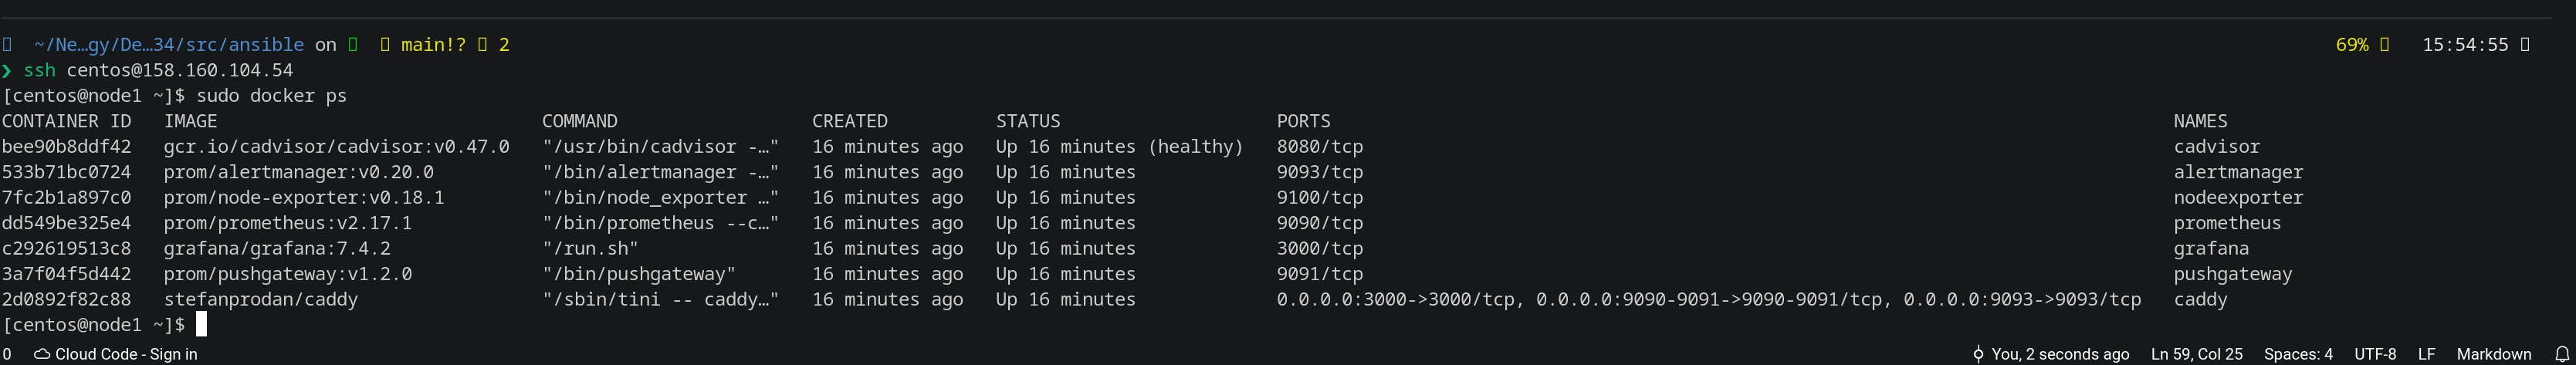 ~/Ne…gy/De…34/src/ansible on main!? 2 69% 15:54:55
❯ ssh centos@158.160.104.54
[centos@node1 ~]$ sudo docker ps
CONTAINER ID IMAGE COMMAND CREATED STATUS PORTS NAMES
bee90b8ddf42 gcr.io/cadvisor/cadvisor:v0.47.0 "/usr/bin/cadvisor -…" 16 minutes ago Up 16 minutes (healthy) 8080/tcp cadvisor
533b71bc0724 prom/alertmanager:v0.20.0 "/bin/alertmanager -…" 16 minutes ago Up 16 minutes 9093/tcp alertmanager
7fc2b1a897c0 prom/node-exporter:v0.18.1 "/bin/node_exporter …" 16 minutes ago Up 16 minutes 9100/tcp nodeexporter
dd549be325e4 prom/prometheus:v2.17.1 "/bin/prometheus --c…" 16 minutes ago Up 16 minutes 9090/tcp prometheus
c292619513c8 grafana/grafana:7.4.2 "/run.sh" 16 minutes ago Up 16 minutes 3000/tcp grafana
3a7f04f5d442 prom/pushgateway:v1.2.0 "/bin/pushgateway" 16 minutes ago Up 16 minutes 9091/tcp pushgateway
2d0892f82c88 stefanprodan/caddy "/sbin/tini -- caddy…" 16 minutes ago Up 16 minutes 0.0.0.0:3000->3000/tcp, 0.0.0.0:9090-9091->9090-9091/tcp, 0.0.0.0:9093->9093/tcp caddy
[centos@node1 ~]$
0 Cloud Code - Sign in You, 2 seconds ago Ln 59, Col 25 Spaces: 4 UTF-8 LF Markdown